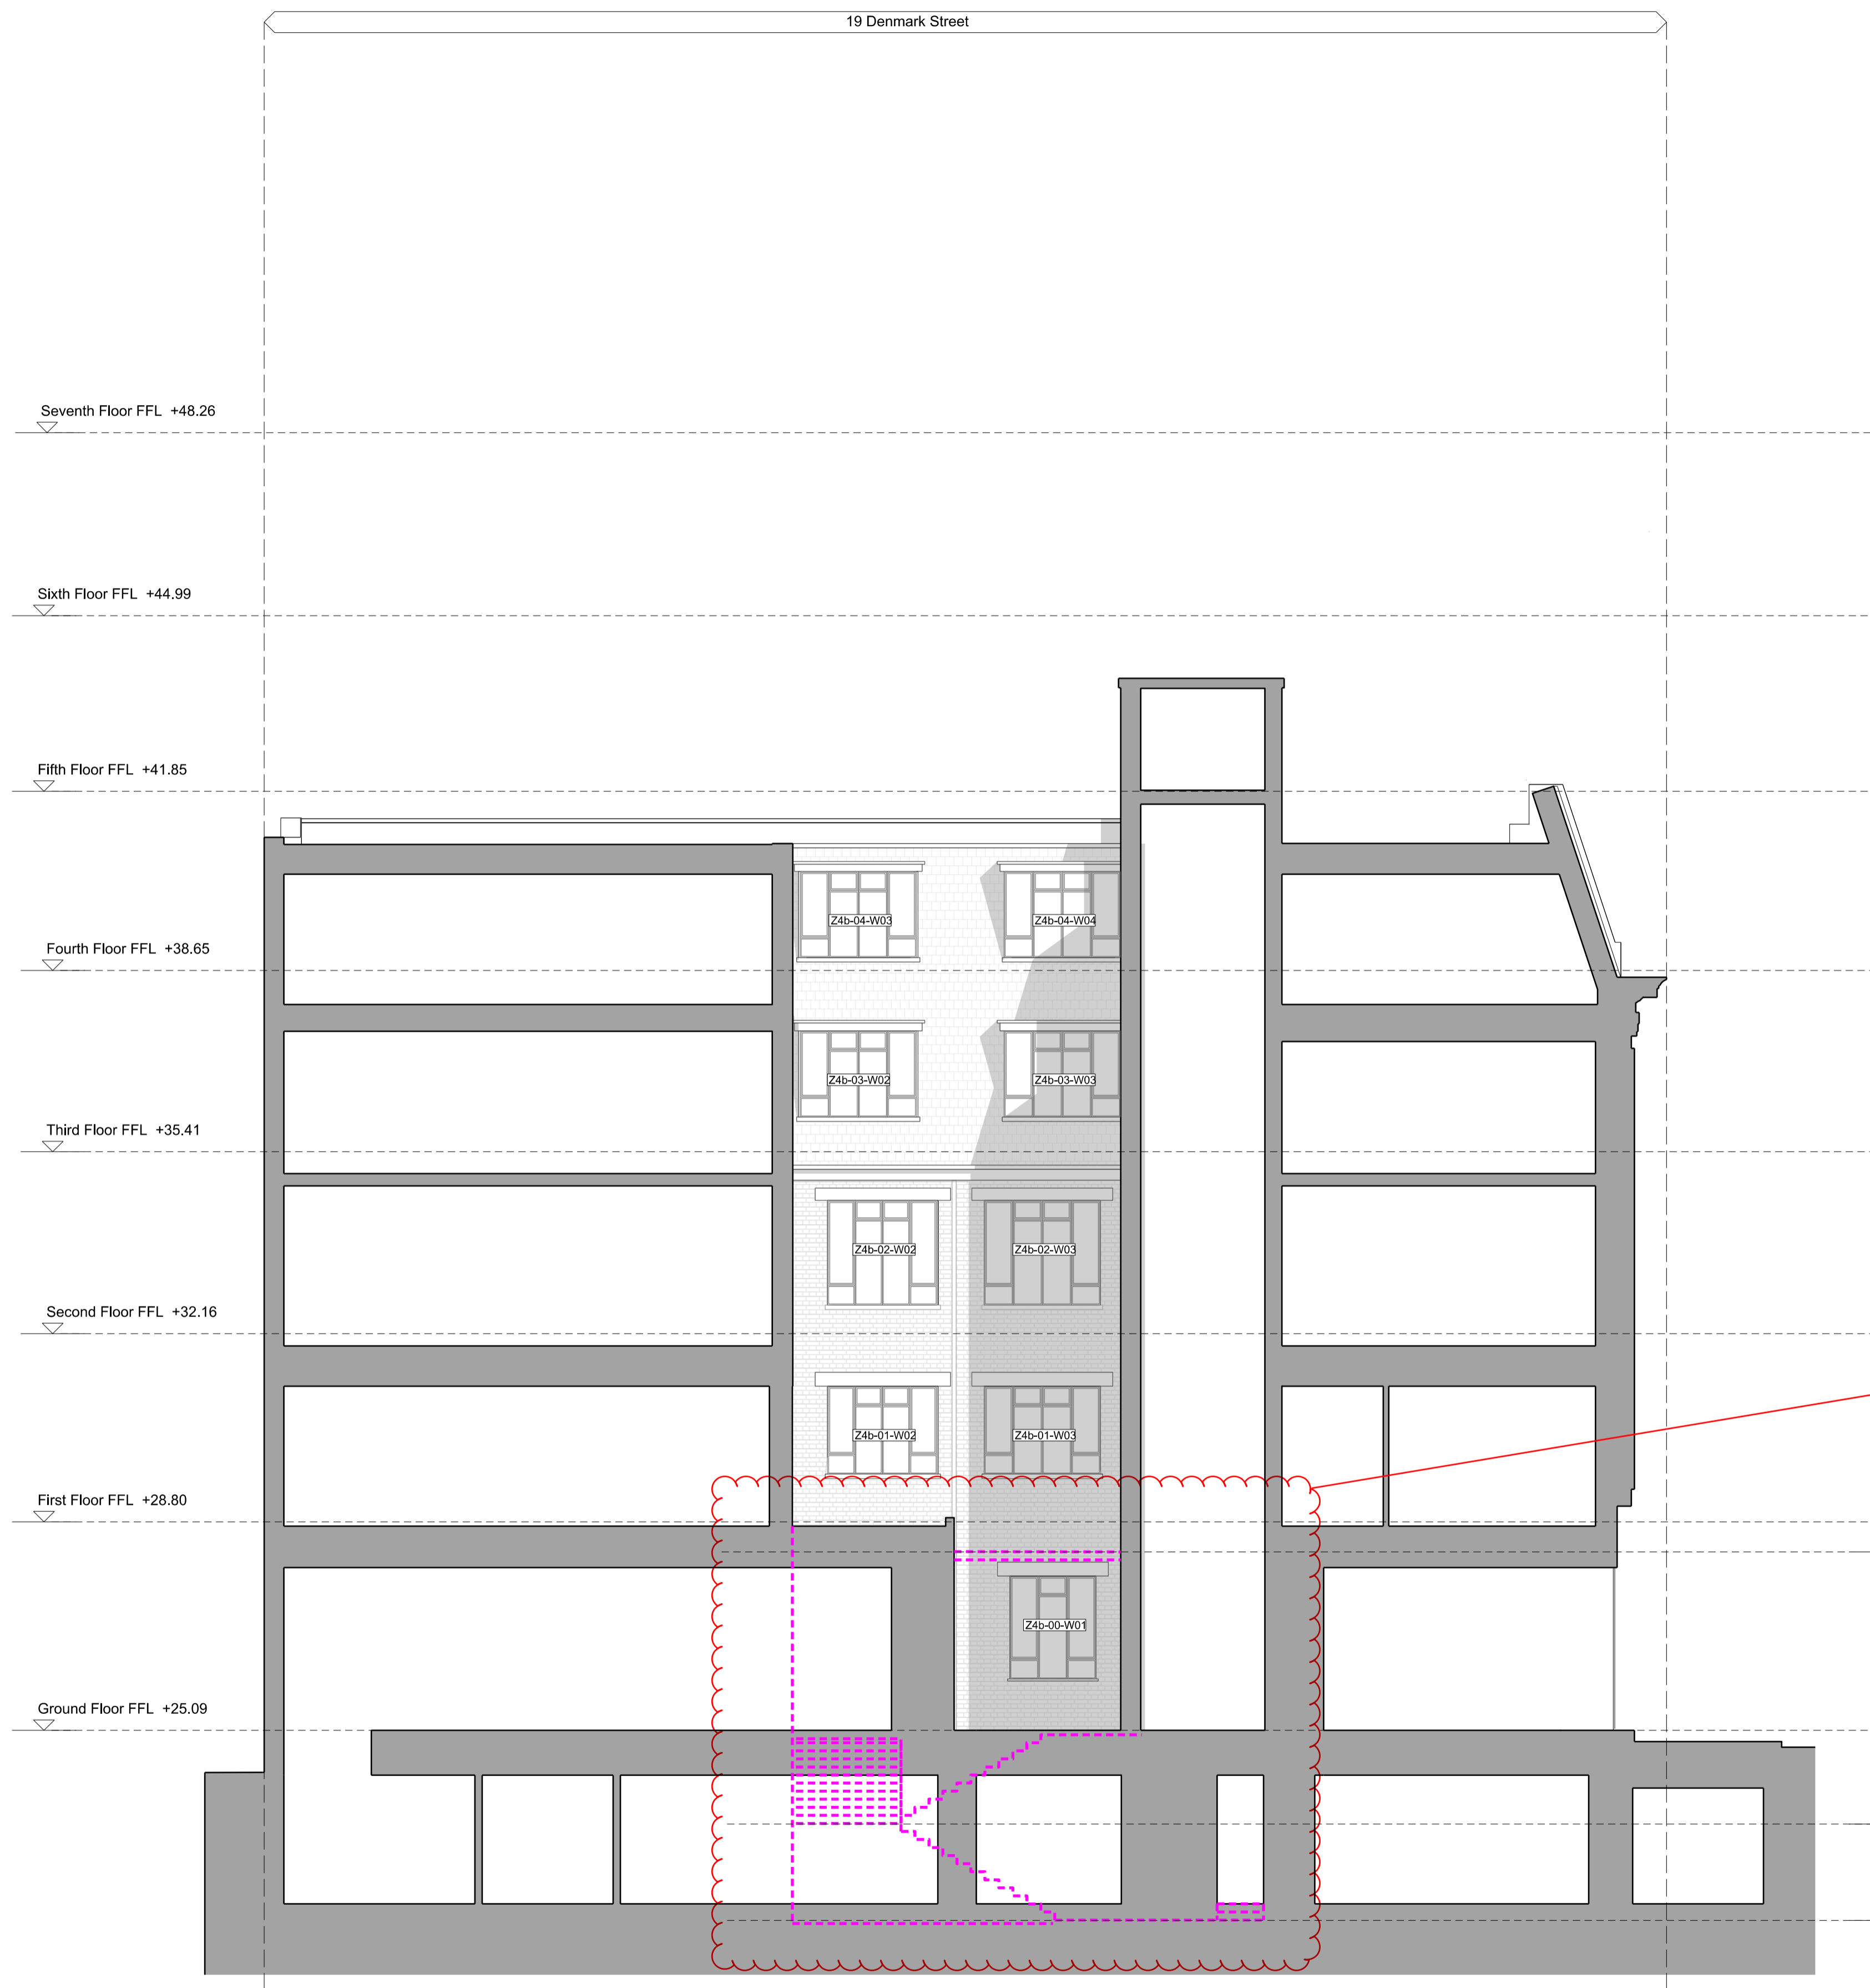 19 Denmark Street
Seventh Floor FFL +48.26
Sixth Floor FFL +44.99
Fifth Floor FFL +41.85
Z4b-04-W03
Z4b-04-W04
Fourth Floor FFL +38.65
Z4b-03-W02
Z4b-03-W03
Third Floor FFL +35.41
Z4b-02-W02
Z4b-02-W03
Second Floor FFL +32.16
Z4b-01-W02
Z4b-01-W03
First Floor FFL +28.80
Z4b-00-W01
Ground Floor FFL +25.09